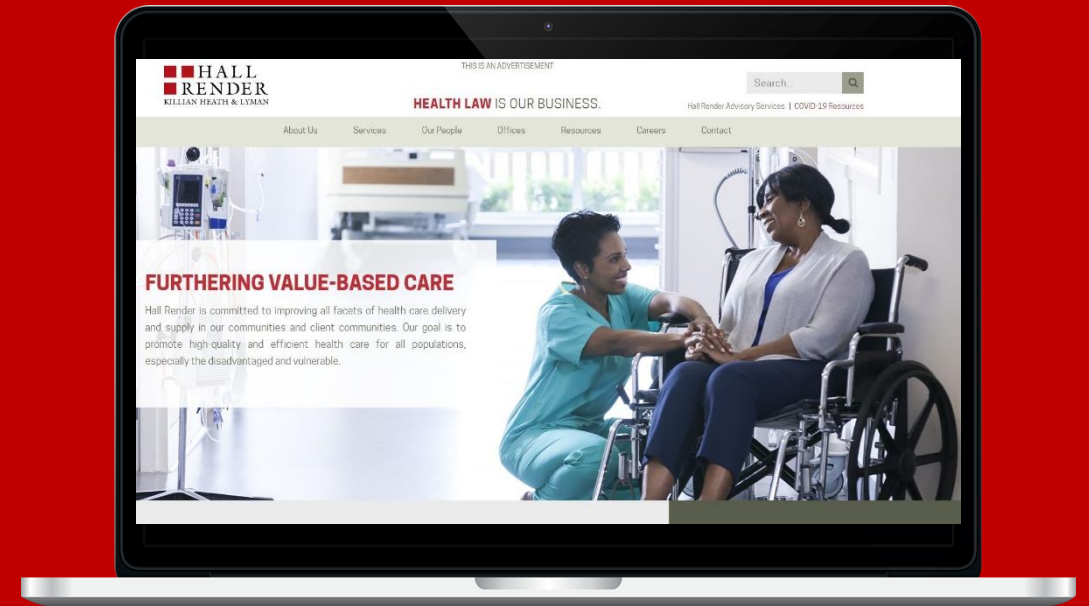 HALL
RENDER
KILLIAN HEATH & LYMAN
THIS IS AN ADVERTISEMENT
HEALTH LAW IS OUR BUSINESS.
Search...
Hall Render Advisory Services | COVID-19 Resources
About Us Services Our People Offices Resources Careers Contact
FURTHERING VALUE-BASED CARE
Hall Render is committed to improving all facets of health care delivery
and supply in our communities and client communities. Our goal is to
promote high-quality and efficient health care for all populations,
especially the disadvantaged and vulnerable.